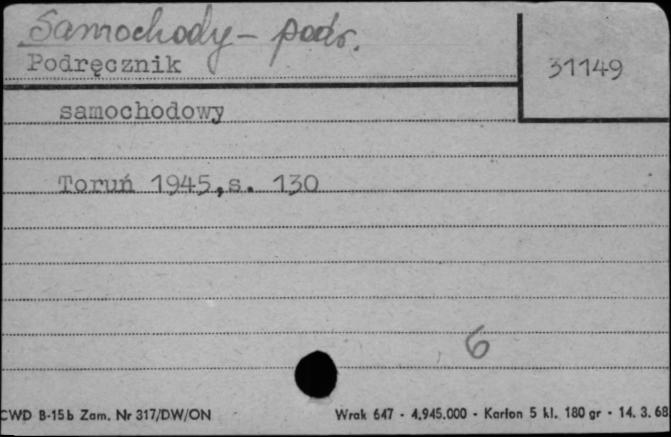 Samochody - podr.
Podręcznik
31149
samochodowy
Toruń 1945,s. 130
6
CWD B-15b Zam. Nr 317/DW/ON
Wrak 647 - 4.945.000 - Karton 5 kl. 180 gr - 14. 3. 68